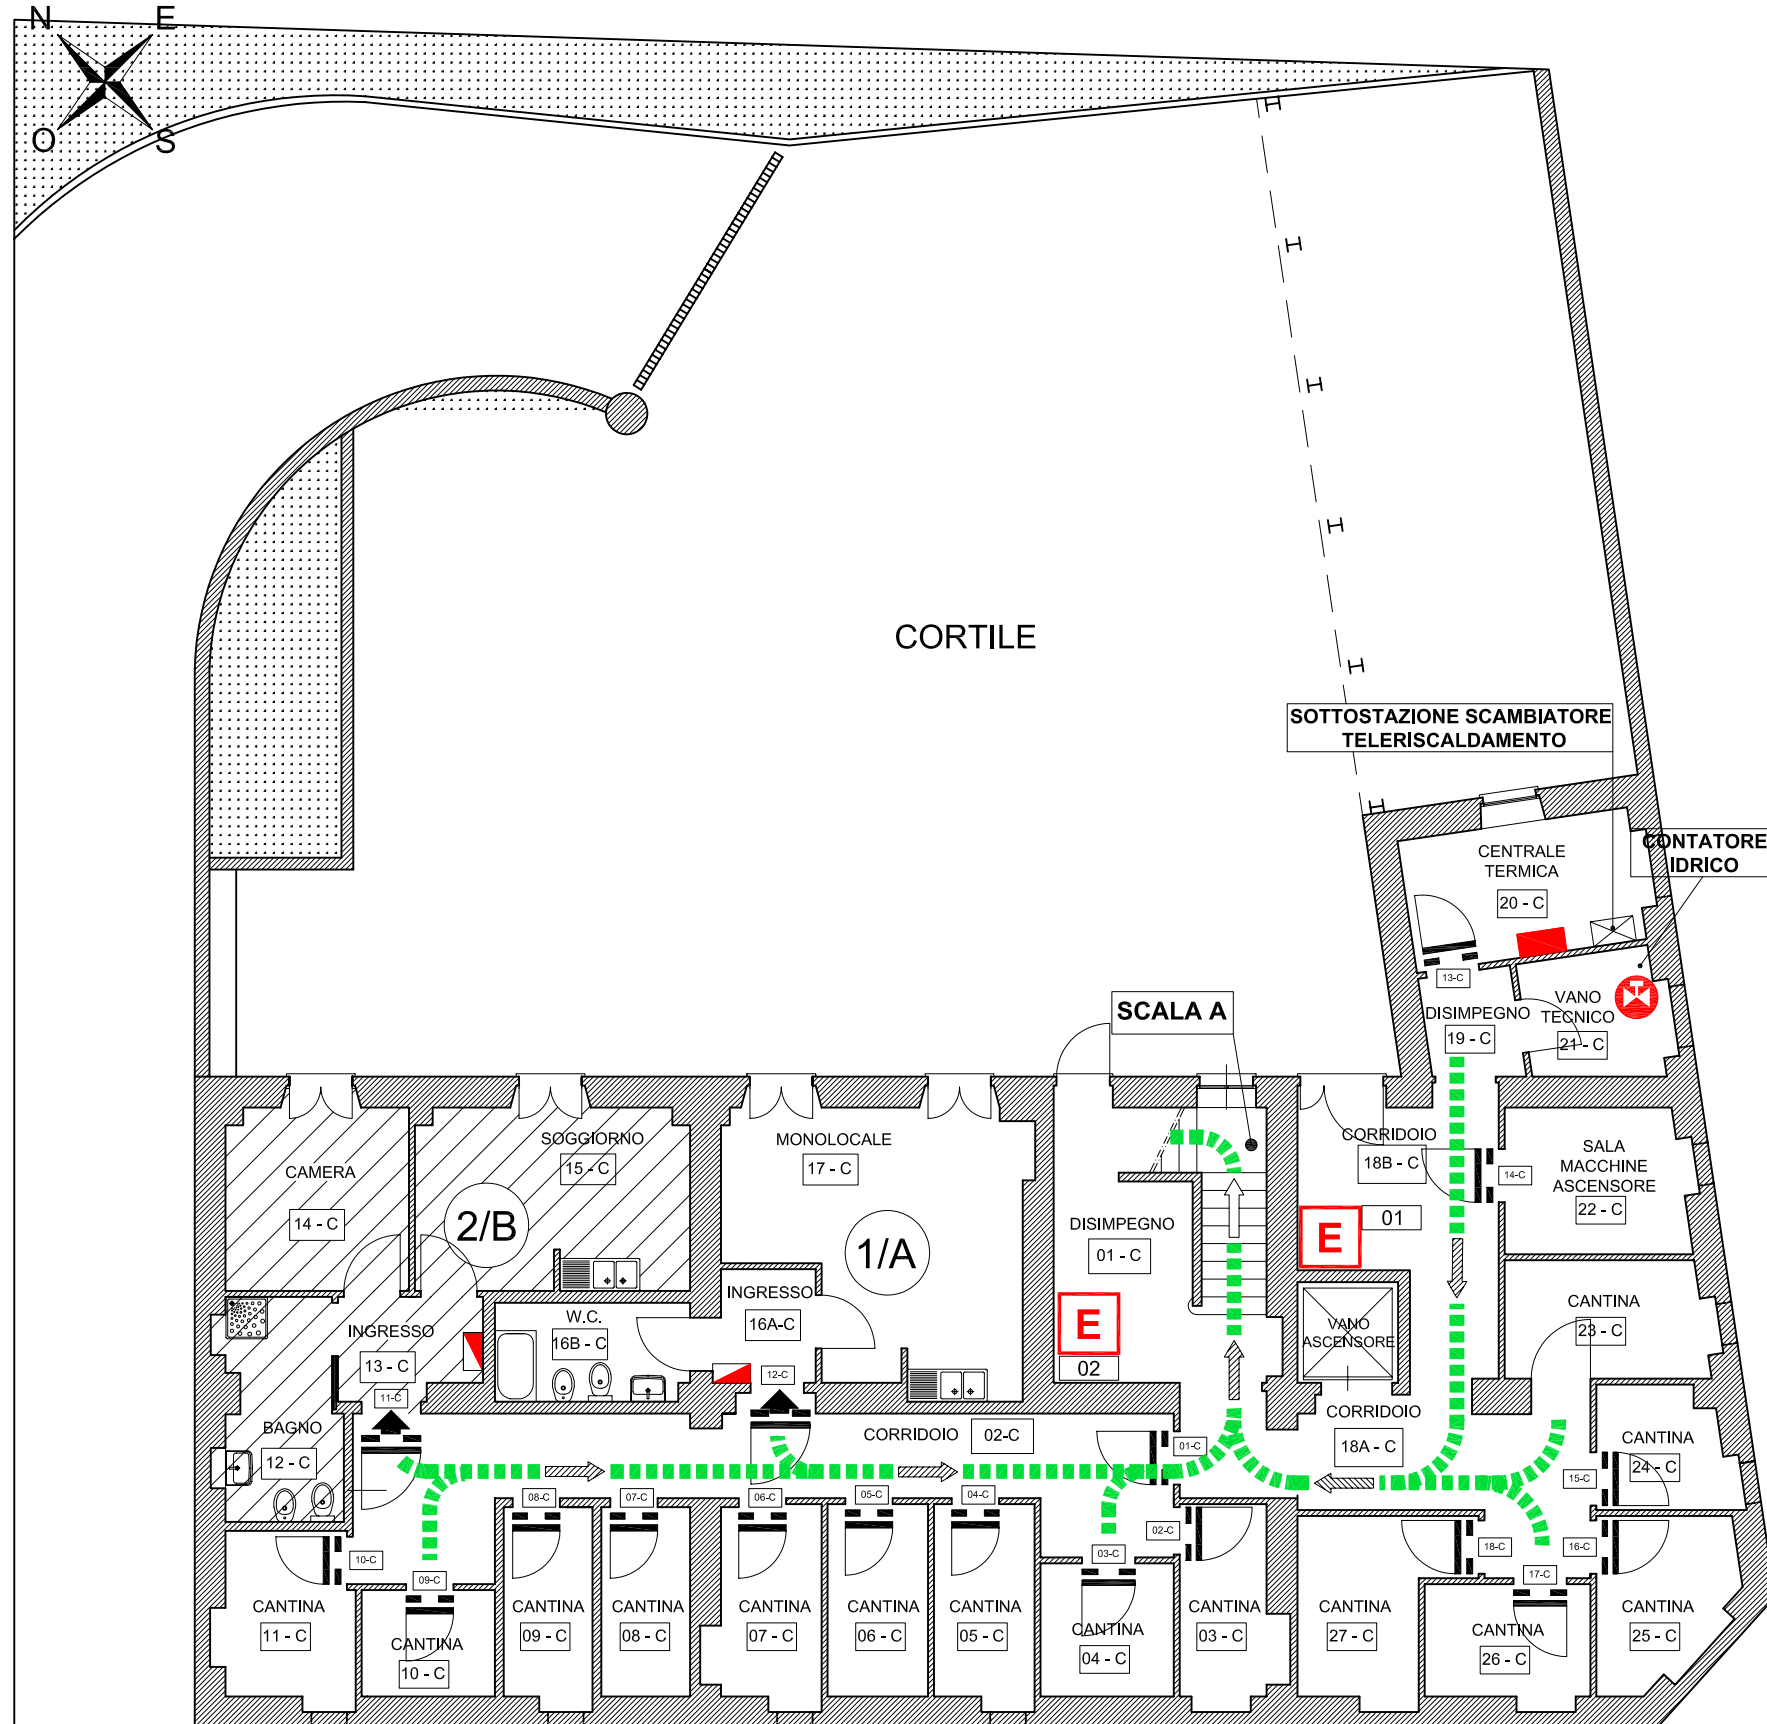 N
E
O
S
CORTILE
SOTTOSTAZIONE SCAMBIATORE
TELERISCALDAMENTO
CONTATORE
IDRICO
CENTRALE
TERMICA
20 - C
13-C
DISIMPEGNO
19 - C
VANO
TECNICO
21 - C
SCALA A
CAMERA
14 - C
SOGGIORNO
15 - C
2/B
MONOLOCALE
17 - C
1/A
DISIMPEGNO
01 - C
E
02
CORRIDOIO
18B - C
E
01
14-C
SALA
MACCHINE
ASCENSORE
22 - C
INGRESSO
13 - C
11-C
W.C.
16B - C
INGRESSO
16A-C
12-C
VANO
ASCENSORE
CANTINA
23 - C
BAGNO
12 - C
CORRIDOIO
02-C
01-C
CORRIDOIO
18A - C
CANTINA
24 - C
15-C
08-C
07-C
06-C
05-C
04-C
02-C
03-C
10-C
09-C
18-C
16-C
17-C
CANTINA
11 - C
CANTINA
10 - C
CANTINA
09 - C
CANTINA
08 - C
CANTINA
07 - C
CANTINA
06 - C
CANTINA
05 - C
CANTINA
04 - C
CANTINA
03 - C
CANTINA
27 - C
CANTINA
26 - C
CANTINA
25 - C